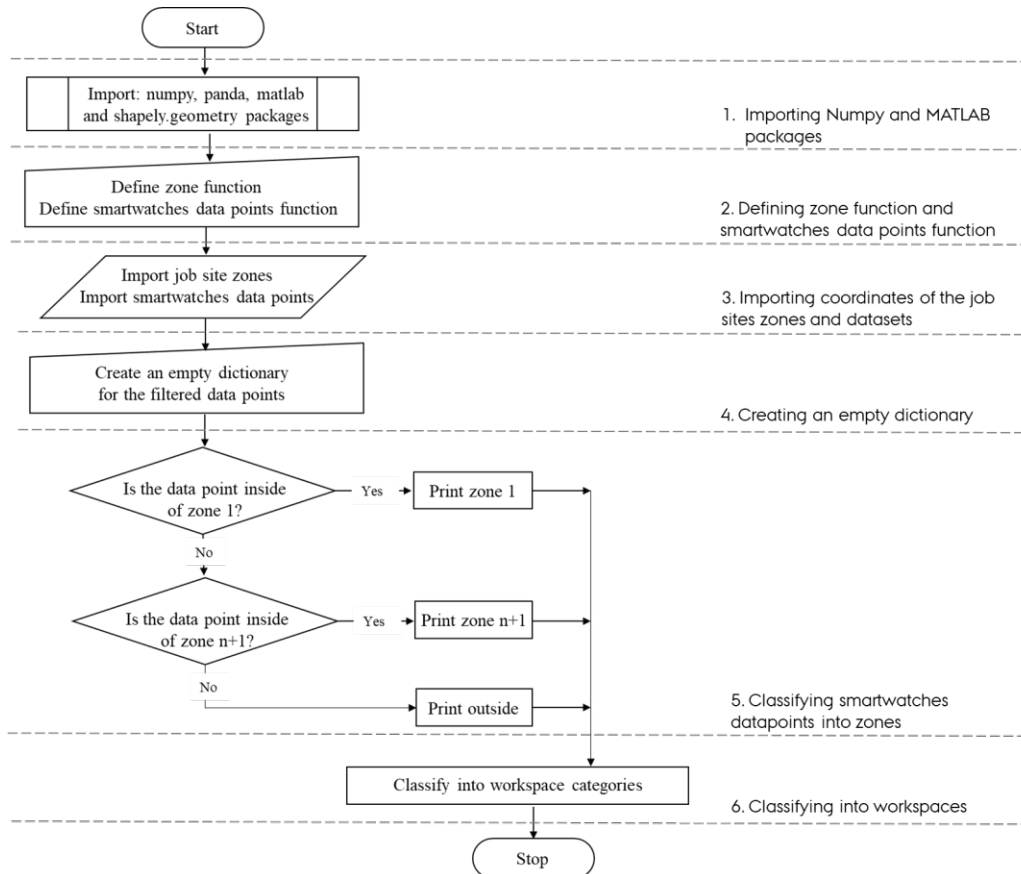 Start
Import: numpy, panda, matlab
and shapely.geometry packages
1. Importing Numpy and MATLAB
packages
Define zone function
Define smartwatches data points function
2. Defining zone function and
smartwatches data points function
Import job site zones
Import smartwatches data points
3. Importing coordinates of the job
sites zones and datasets
Create an empty dictionary
for the filtered data points
4. Creating an empty dictionary
Is the data point inside
of zone 1?
Yes
Print zone 1
No
Is the data point inside
of zone n+1?
Yes
Print zone n+1
No
Print outside
5. Classifying smartwatches
datapoints into zones
Classify into workspace categories
6. Classifying into workspaces
Stop